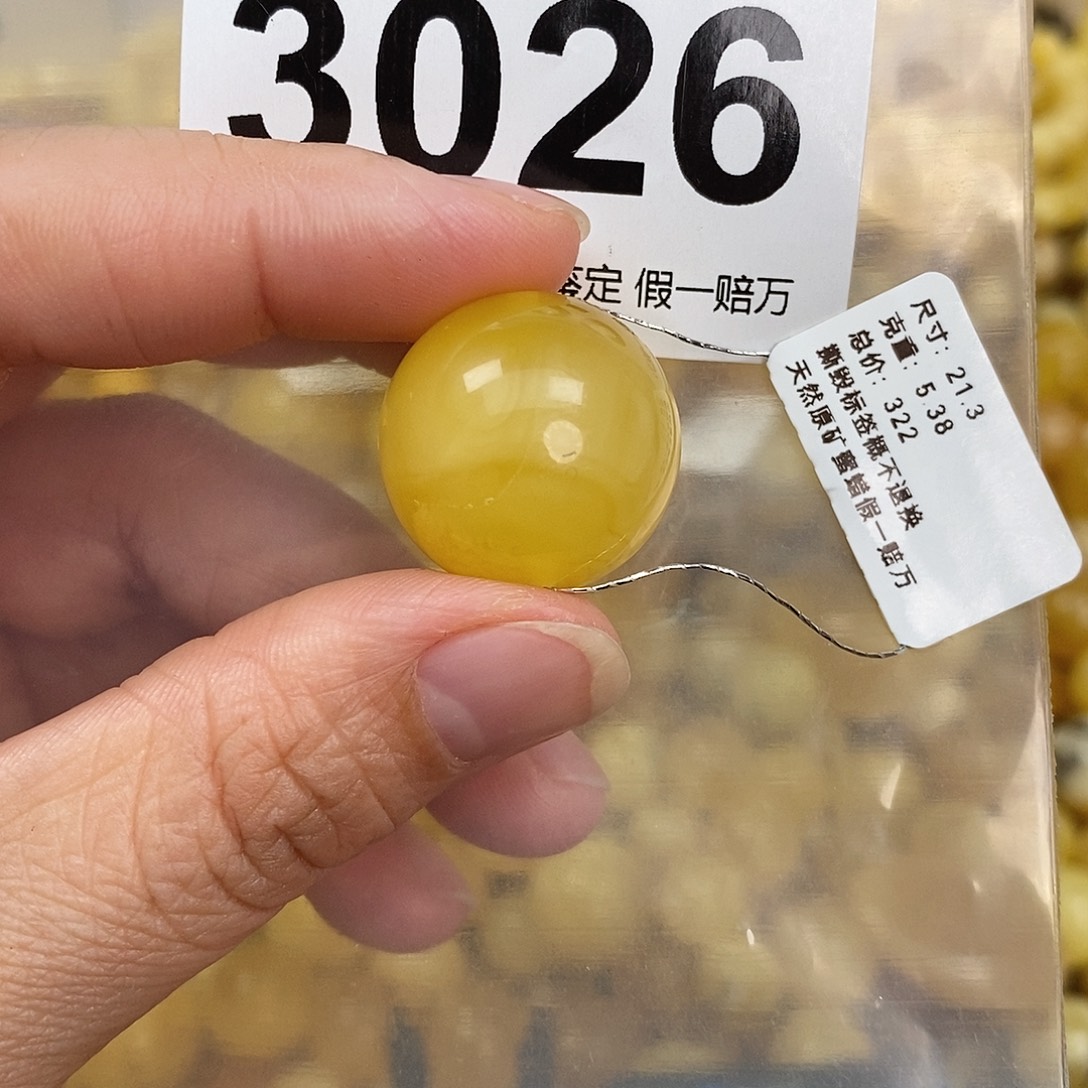 3026
鉴定 假一赔万
尺寸: 21.3
克重: 5.38
总价: 322
撕毁标签概不退换
天然原矿蜜蜡假一赔万